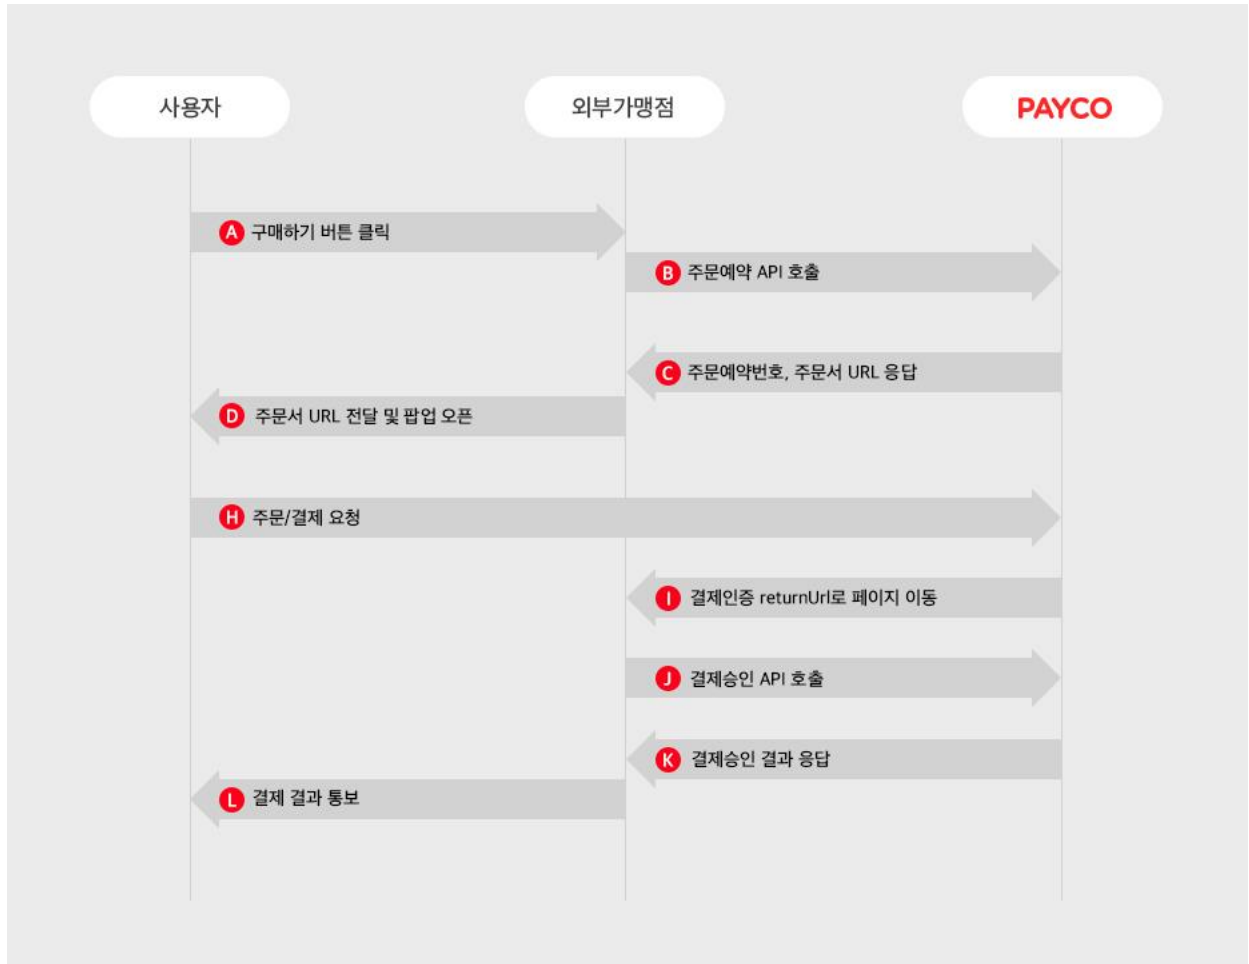 사용자
외부가맹점
PAYCO
A 구매하기 버튼 클릭
B 주문예약 API 호출
C 주문예약번호, 주문서 URL 응답
D 주문서 URL 전달 및 팝업 오픈
H 주문/결제 요청
I 결제인증 returnUrl로 페이지 이동
J 결제승인 API 호출
K 결제승인 결과 응답
L 결제 결과 통보